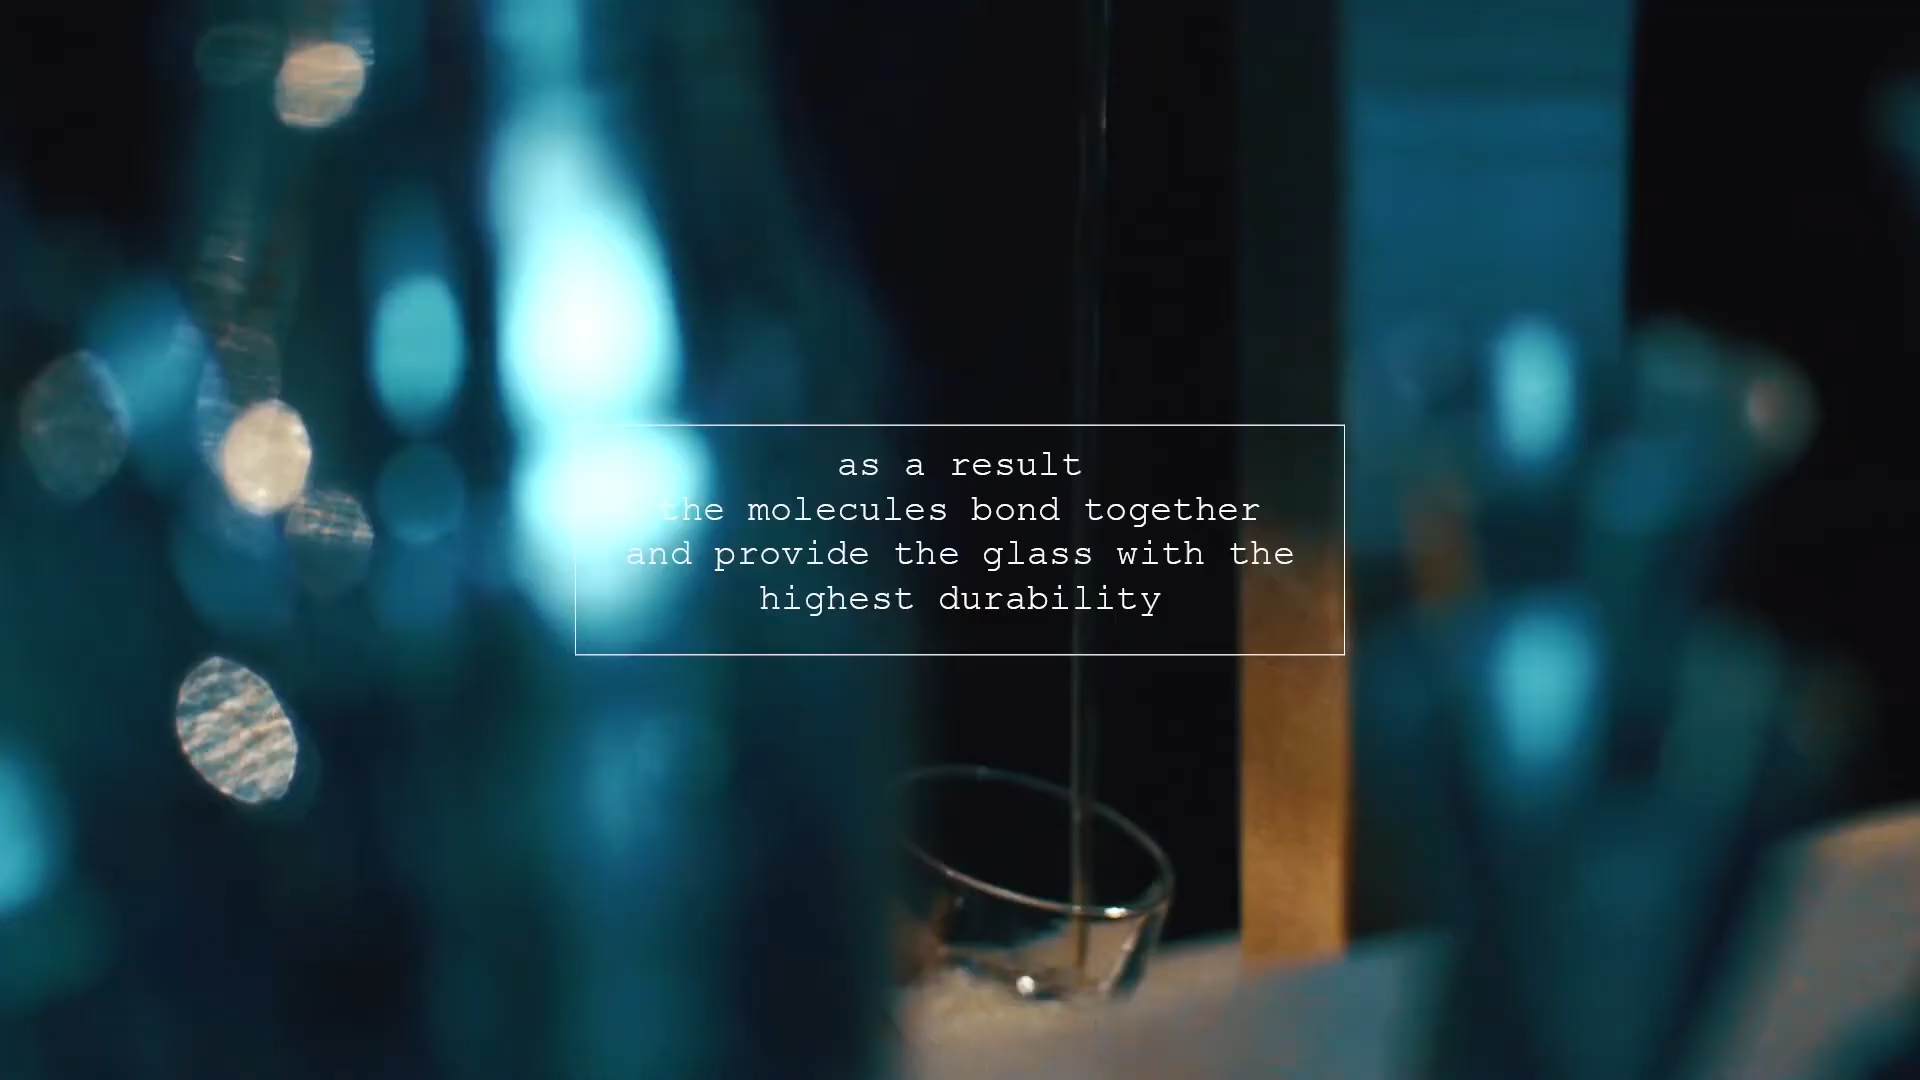 as a result
the molecules bond together
and provide the glass with the
highest durability